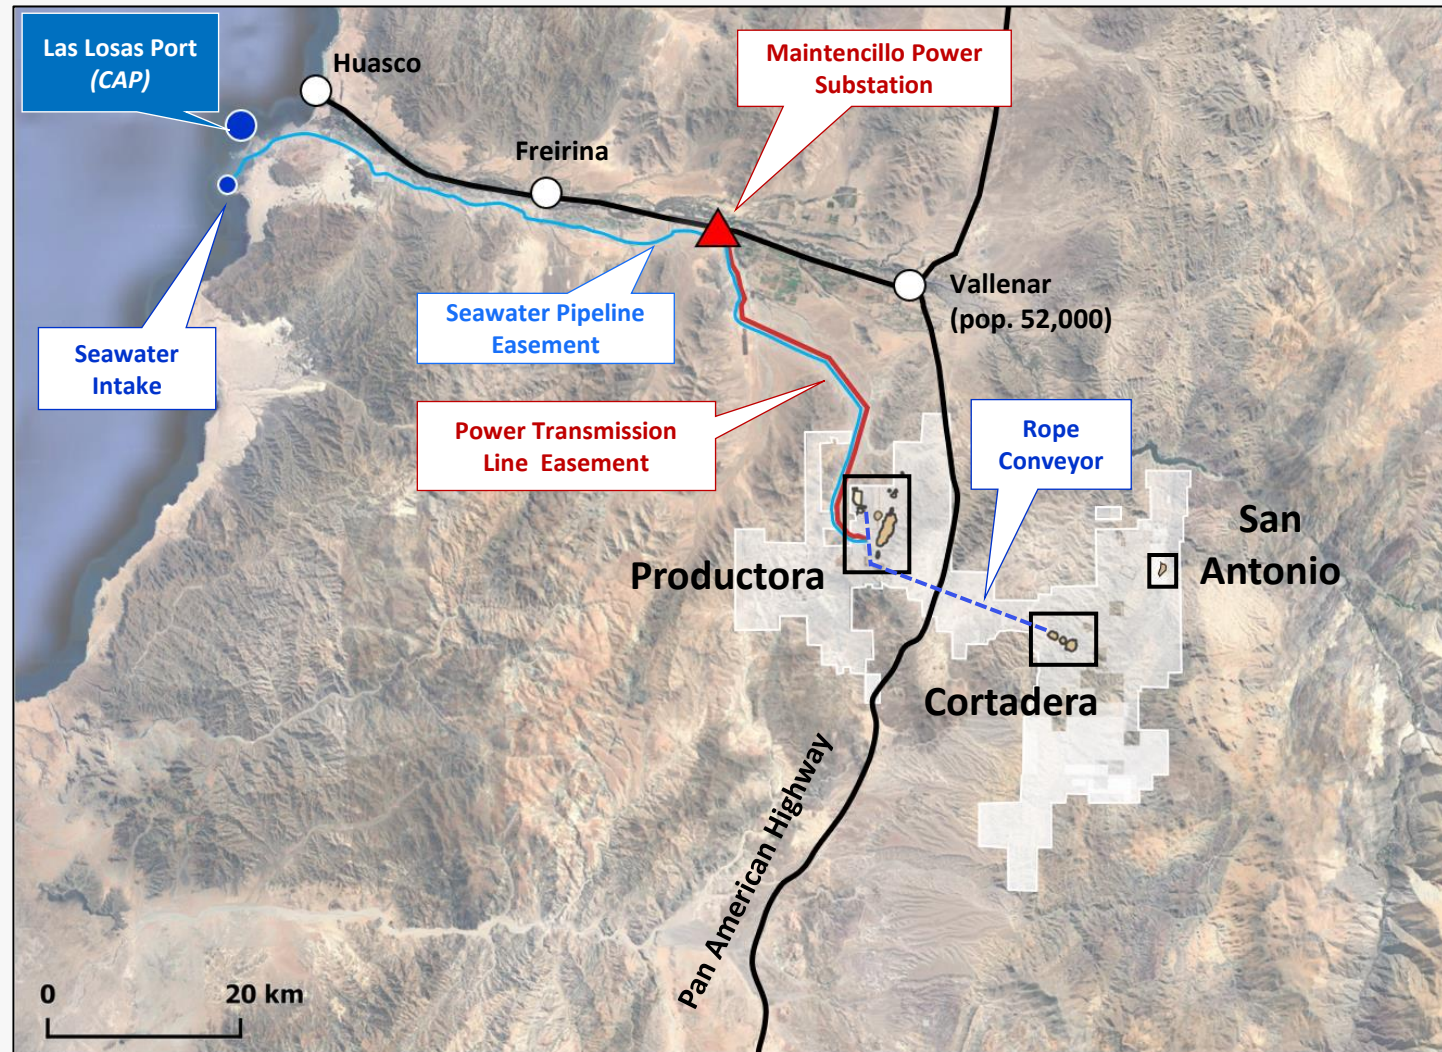 Las Losas Port
(CAP)
Huasco
Maintencillo Power
Substation
Freirina
Vallenar
(pop. 52,000)
Seawater Pipeline
Easement
Seawater
Intake
Power Transmission
Line Easement
Rope
Conveyor
San
Antonio
Productora
Cortadera
Pan American Highway
0 20 km